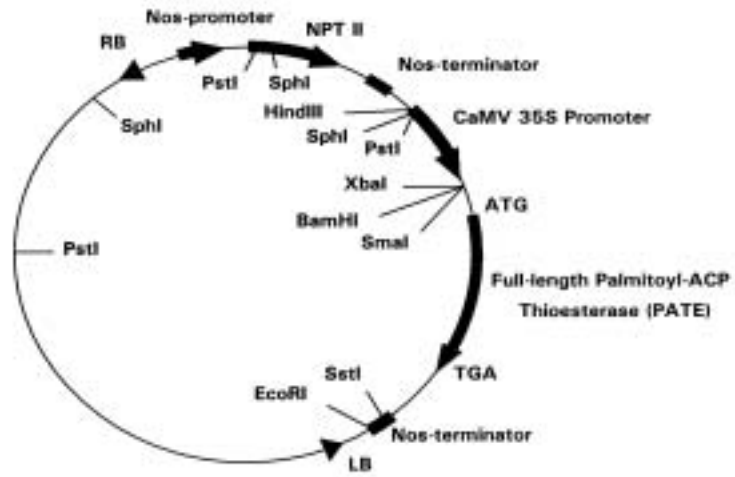 Nos-promoter
RB
NPT II
PstI
SphI
Nos-terminator
HindIII
CaMV 35S Promoter
SphI
SphI
PstI
XbaI
ATG
BamHI
SmaI
PstI
Full-length Palmitoyl-ACP
Thioesterase (PATE)
SstI
TGA
EcoRI
Nos-terminator
LB